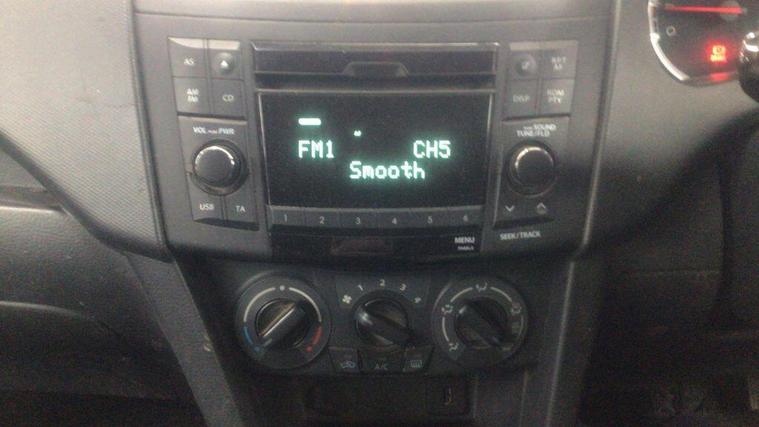 AS
AM
FM
CD
DISP
RDM
PTY
VOL PUSH PWR
PUSH SOUND
TUNE/FLD
FM1 CH5
Smooth
USB TA
1 2 3 4 5 6
MENU
SEEK/TRACK
1 2 3 4
A/C